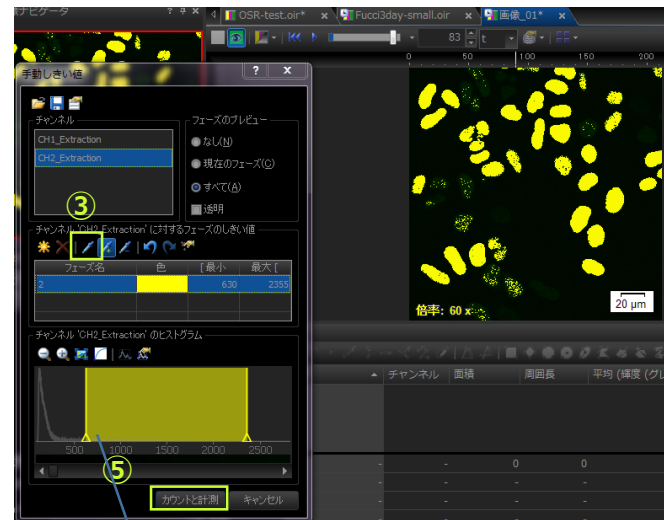 ナビゲータ
OSR-test.oir*
Fucci3day-small.oir
画像_01*
83
t
手動しきい値
0 50 100 150 200
チャンネル
CH1_Extraction
CH2_Extraction
フェーズのプレビュー
なし(N)
現在のフェーズ(C)
すべて(A)
透明
③
チャンネル 'CH2_Extraction' に対するフェーズのしきい値
フェーズ名 色 [ 最小 最大 [
2 630 2355
倍率: 60 x
20 µm
チャンネル 'CH2_Extraction' のヒストグラム
500 1000 1500 2000 2500
⑤
カウントと計測 キャンセル
チャンネル 面積 周囲長 平均 (輝度 (グレ
- - 0 0
- - - -
- - - -